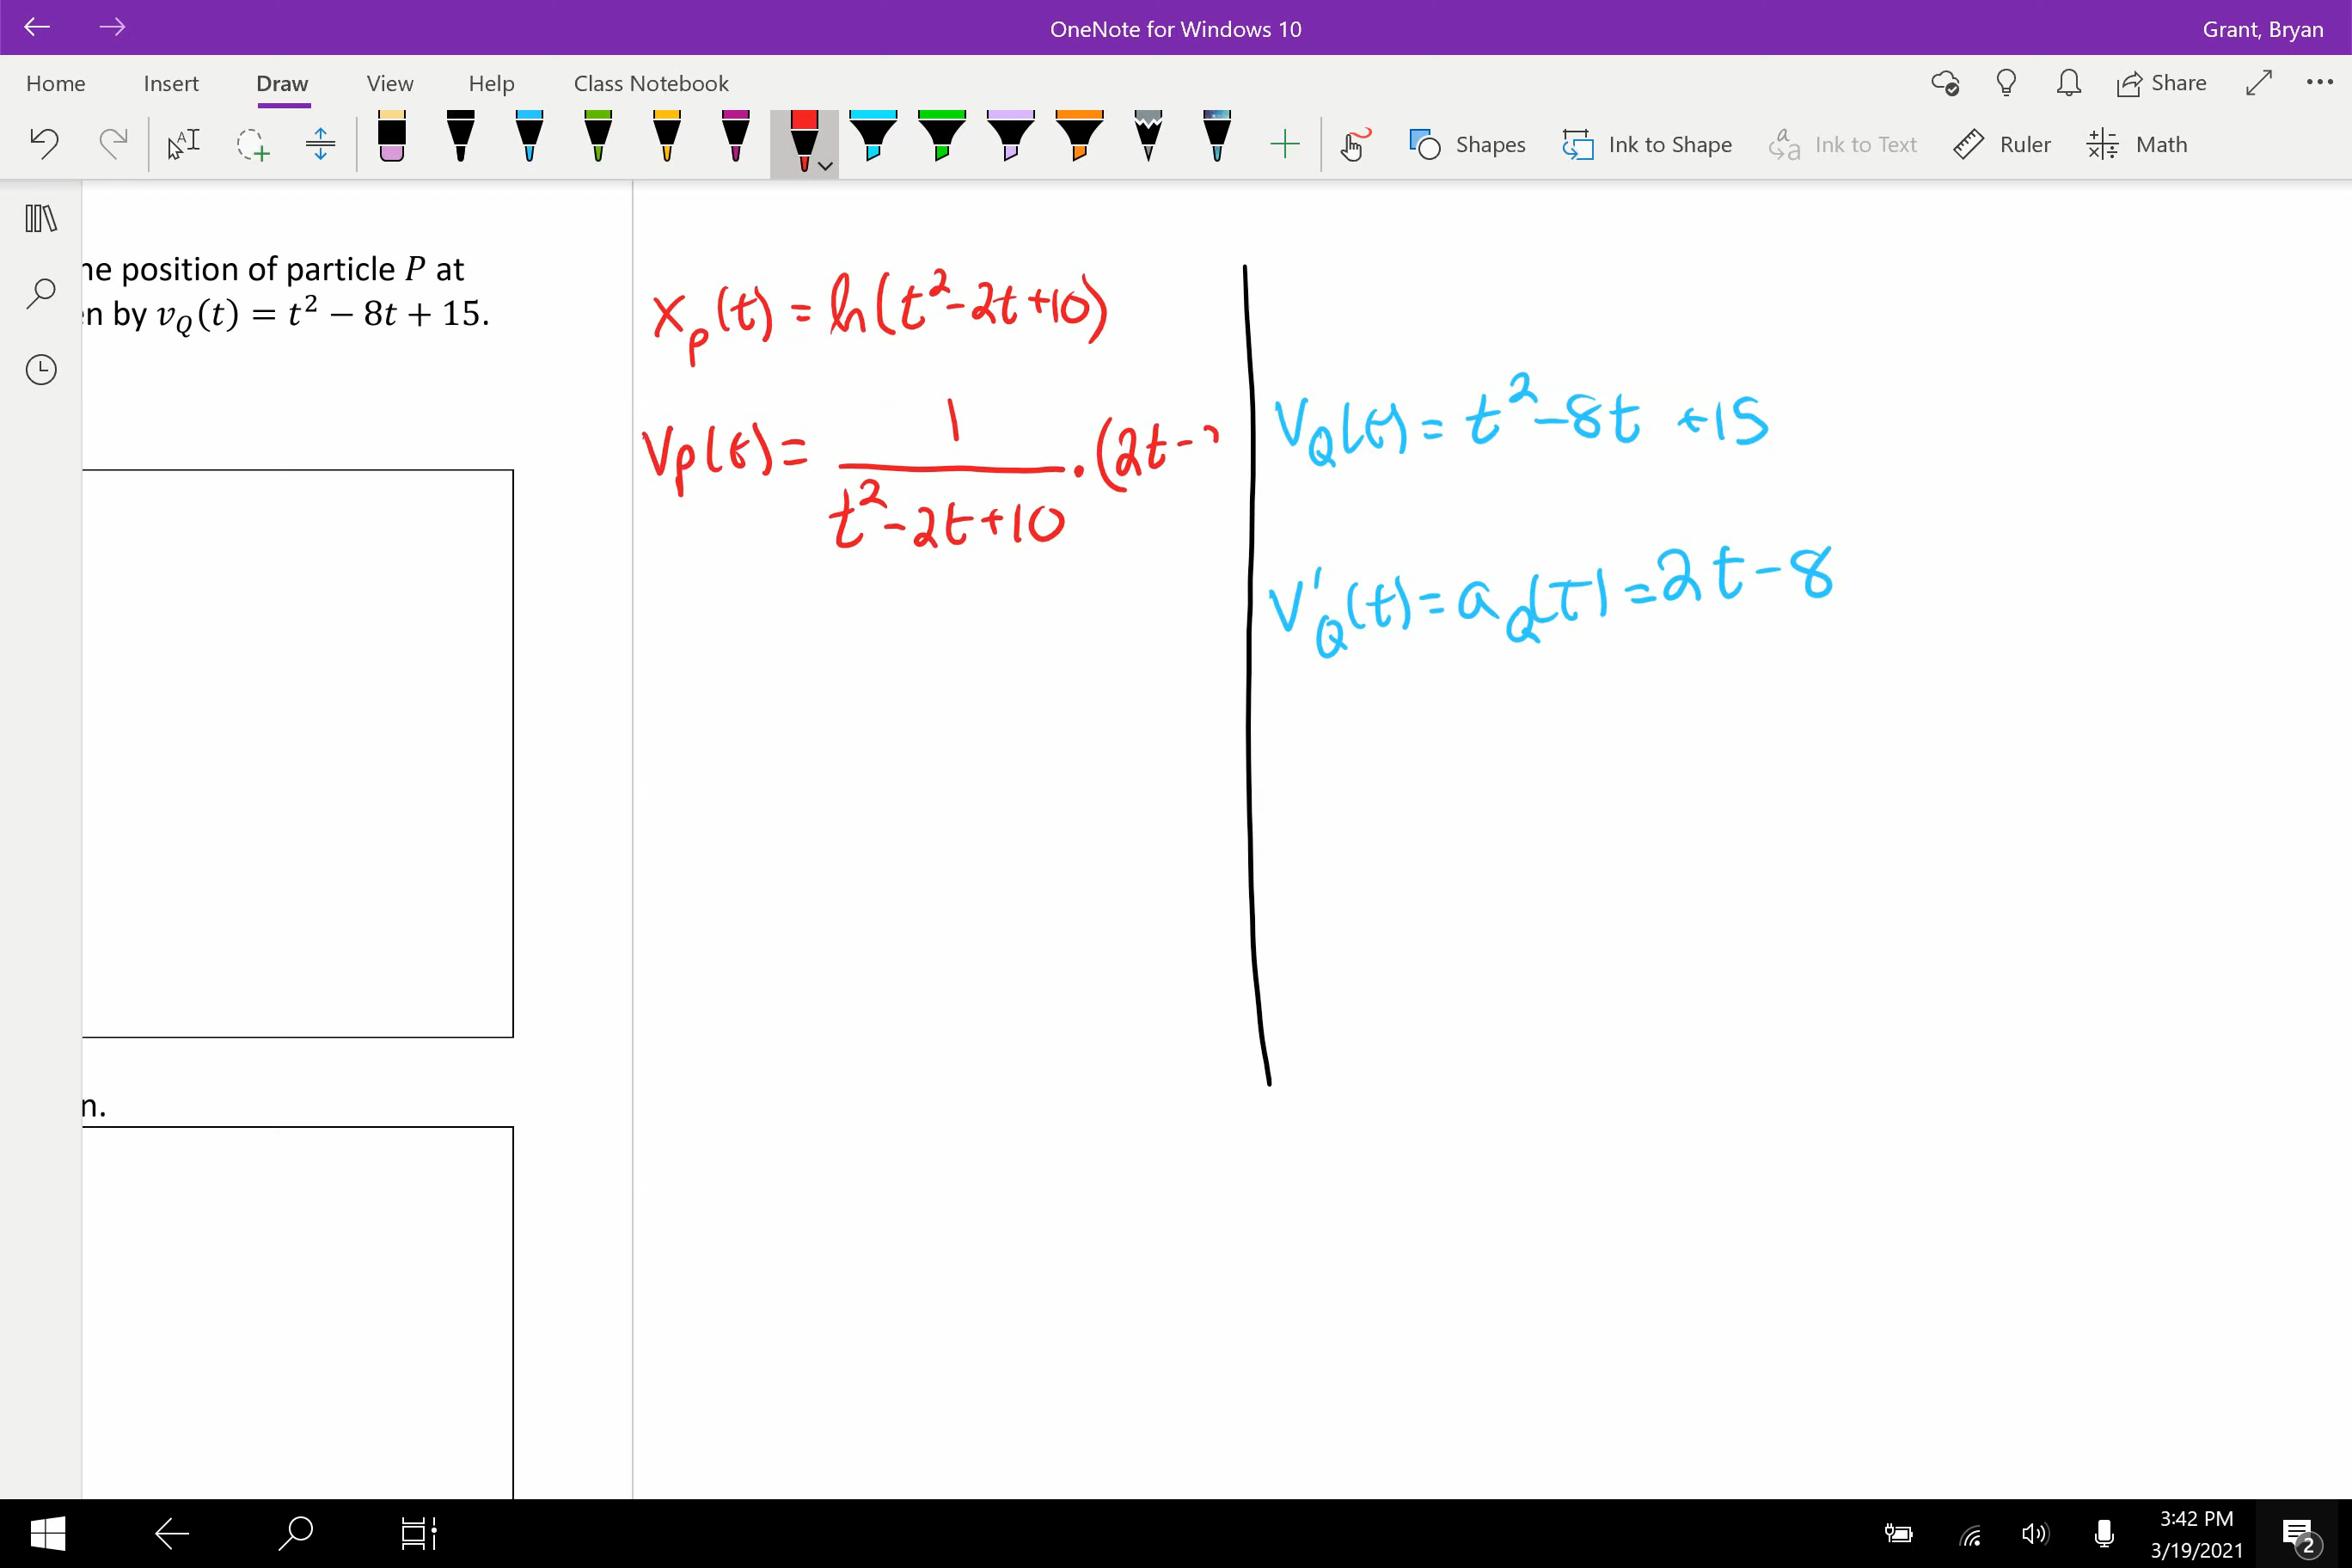 OneNote for Windows 10
Grant, Bryan
Home Insert Draw View Help Class Notebook Share
Shapes Ink to Shape Ink to Text Ruler Math
he position of particle P at
n by v_Q(t) = t² − 8t + 15.
n.
x_p(t) = ln(t²-2t+10)
V_p(t) = 1/(t²-2t+10) · (2t-
V_Q(t) = t²-8t +15
V'_Q(t) = a_Q(t) = 2t-8
3:42 PM
3/19/2021
2